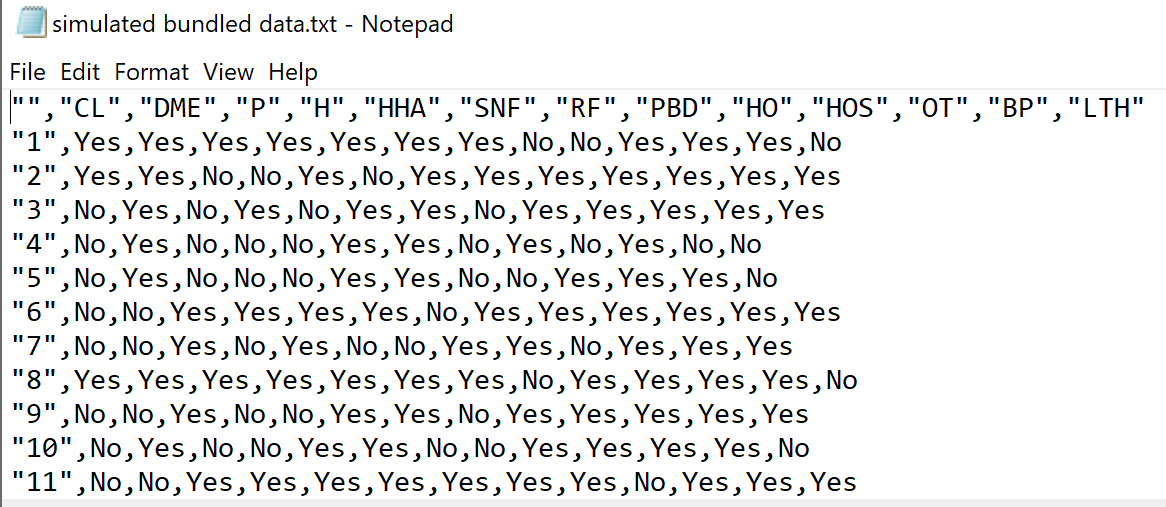 simulated bundled data.txt - Notepad
File Edit Format View Help
"","CL","DME","P","H","HHA","SNF","RF","PBD","HO","HOS","OT","BP","LTH"
"1",Yes,Yes,Yes,Yes,Yes,Yes,Yes,No,No,Yes,Yes,Yes,No
"2",Yes,Yes,No,No,Yes,No,Yes,Yes,Yes,Yes,Yes,Yes,Yes
"3",No,Yes,No,Yes,No,Yes,Yes,No,Yes,Yes,Yes,Yes,Yes
"4",No,Yes,No,No,No,Yes,Yes,No,Yes,No,Yes,No,No
"5",No,Yes,No,No,No,Yes,Yes,No,No,Yes,Yes,Yes,No
"6",No,No,Yes,Yes,Yes,Yes,No,Yes,Yes,Yes,Yes,Yes,Yes
"7",No,No,Yes,No,Yes,No,No,Yes,Yes,No,Yes,Yes,Yes
"8",Yes,Yes,Yes,Yes,Yes,Yes,Yes,No,Yes,Yes,Yes,Yes,No
"9",No,No,Yes,No,No,Yes,Yes,No,Yes,Yes,Yes,Yes,Yes
"10",No,Yes,No,No,Yes,Yes,No,No,Yes,Yes,Yes,Yes,No
"11",No,No,Yes,Yes,Yes,Yes,Yes,Yes,Yes,No,Yes,Yes,Yes